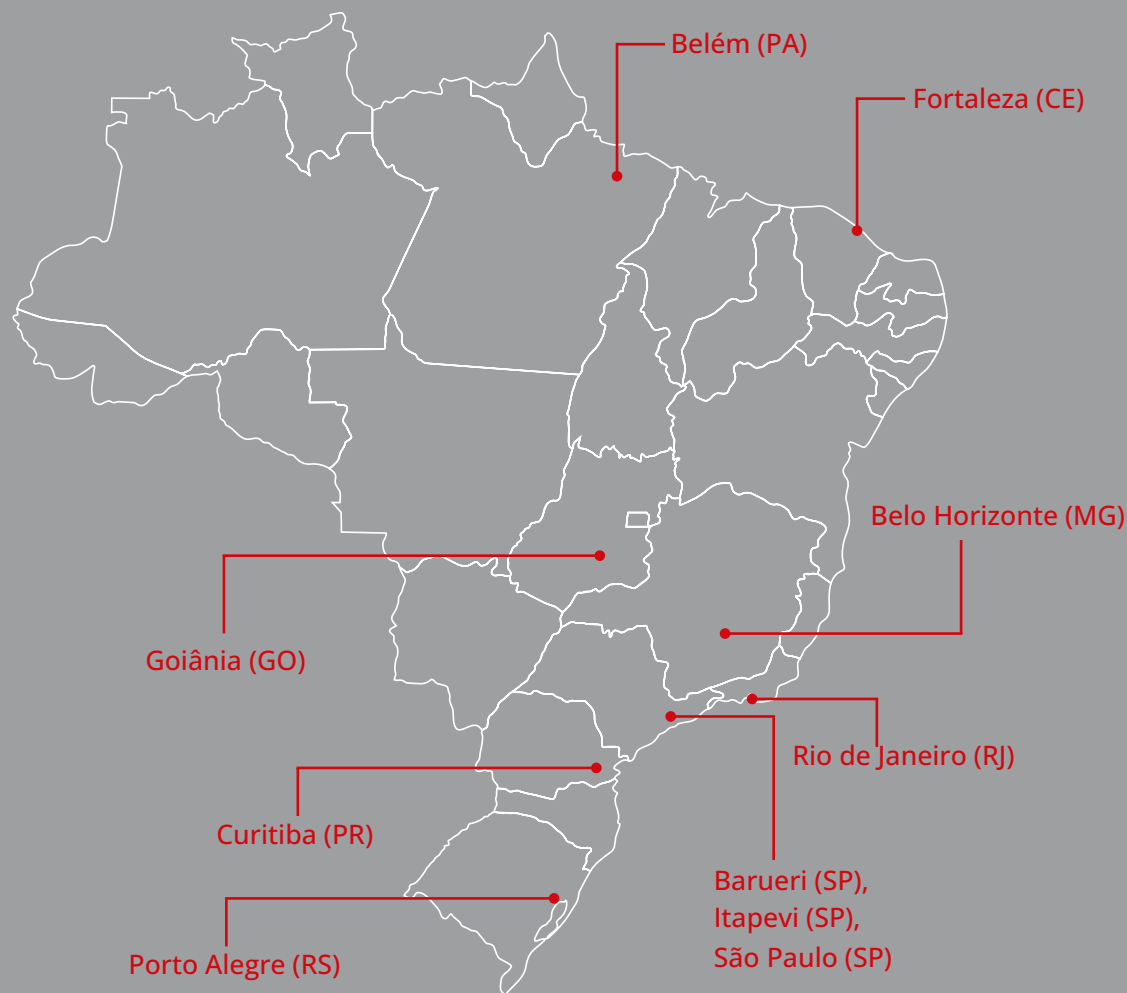 Belém (PA)
Fortaleza (CE)
Belo Horizonte (MG)
Goiânia (GO)
Rio de Janeiro (RJ)
Curitiba (PR)
Barueri (SP),
Itapevi (SP),
São Paulo (SP)
Porto Alegre (RS)